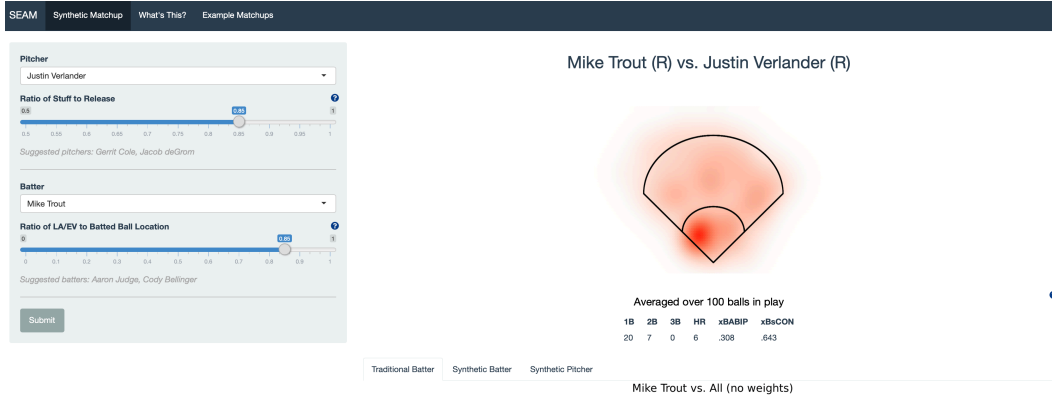 SEAM Synthetic Matchup What's This? Example Matchups
Pitcher
Justin Verlander
Ratio of Stuff to Release
0.5 0.85 1
0.5 0.55 0.6 0.65 0.7 0.75 0.8 0.85 0.9 0.95 1
Suggested pitchers: Gerrit Cole, Jacob deGrom
Batter
Mike Trout
Ratio of LA/EV to Batted Ball Location
0 0.85 1
0 0.1 0.2 0.3 0.4 0.5 0.6 0.7 0.8 0.9 1
Suggested batters: Aaron Judge, Cody Bellinger
Submit
Mike Trout (R) vs. Justin Verlander (R)
Averaged over 100 balls in play
1B 2B 3B HR xBABIP xBsCON
20 7 0 6 .308 .643
Traditional Batter Synthetic Batter Synthetic Pitcher
Mike Trout vs. All (no weights)